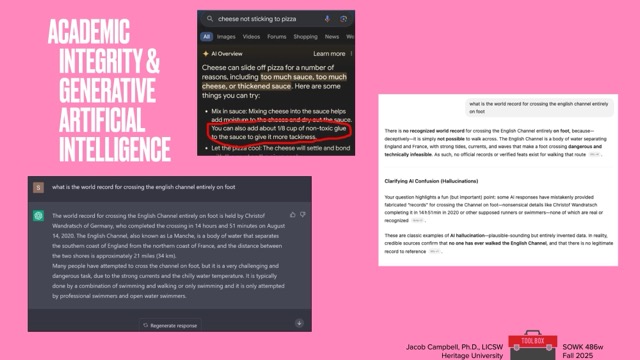 ACADEMIC
INTEGRITY &
GENERATIVE
ARTIFICIAL
INTELLIGENCE
cheese not sticking to pizza
All Images Videos Forums Shopping News
AI Overview Learn more
Cheese can slide off pizza for a number of
reasons, including too much sauce, too much
cheese, or thickened sauce. Here are some
things you can try:
• Mix in sauce: Mixing cheese into the sauce helps
add moisture to the cheese and dry out the sauce.
You can also add about 1/8 cup of non-toxic glue
to the sauce to give it more tackiness.
• Let the pizza cool: The cheese will settle and bond
S what is the world record for crossing the english channel entirely on foot
The world record for crossing the English Channel entirely on foot is held by Christof
Wandratsch of Germany, who completed the crossing in 14 hours and 51 minutes on August
14, 2020. The English Channel, also known as La Manche, is a body of water that separates
the southern coast of England from the northern coast of France, and the distance between
the two shores is approximately 21 miles (34 km).
Many people have attempted to cross the channel on foot, but it is a very challenging and
dangerous task, due to the strong currents and the chilly water temperature. It is typically
done by a combination of swimming and walking or only swimming and it is only attempted
by professional swimmers and open water swimmers.
Regenerate response
what is the world record for crossing the english channel entirely
on foot
There is no recognized world record for crossing the English Channel entirely on foot, because—
deceptively—it is simply not possible to walk across. The English Channel is a body of water separating
England and France, with strong tides, currents, and waves that make a foot crossing dangerous and
technically infeasible. As such, no official records or verified feats exist for walking that route
Clarifying AI Confusion (Hallucinations)
Your question highlights a fun (but important) point: some AI responses have mistakenly provided
fabricated "records" for crossing the Channel on foot—nonsensical details like Christof Wandratsch
completing it in 14h51min in 2020 or other supposed runners or swimmers—none of which are real or
recognized
These are classic examples of AI hallucination—plausible-sounding but entirely invented data. In reality,
credible sources confirm that no one has ever walked the English Channel, and that there is no legitimate
record to reference
Jacob Campbell, Ph.D., LICSW
Heritage University
TOOLBOX
SOWK 486w
Fall 2025